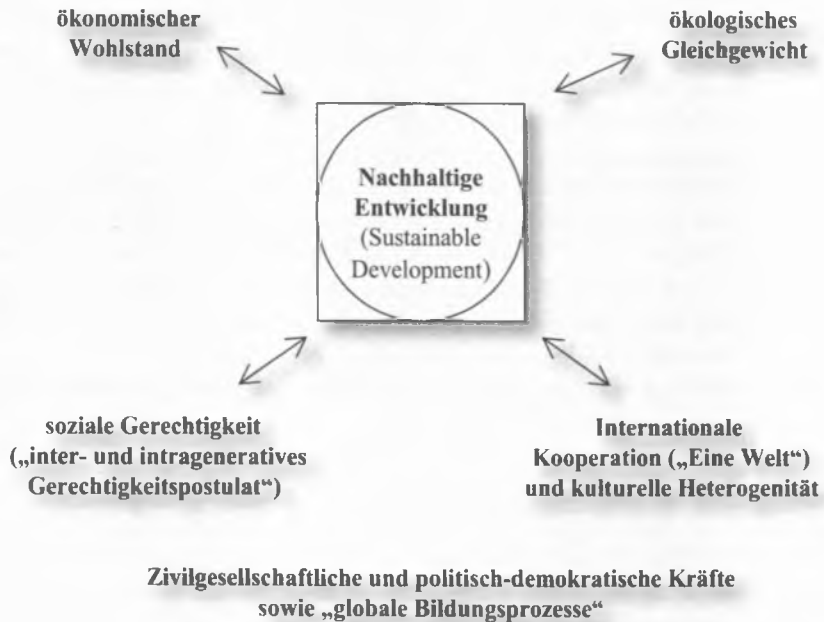 ökonomischer
Wohlstand
ökologisches
Gleichgewicht
Nachhaltige
Entwicklung
(Sustainable
Development)
soziale Gerechtigkeit
(„inter- und intrageneratives
Gerechtigkeitspostulat“)
Internationale
Kooperation („Eine Welt“)
und kulturelle Heterogenität
Zivilgesellschaftliche und politisch-demokratische Kräfte
sowie „globale Bildungsprozesse“